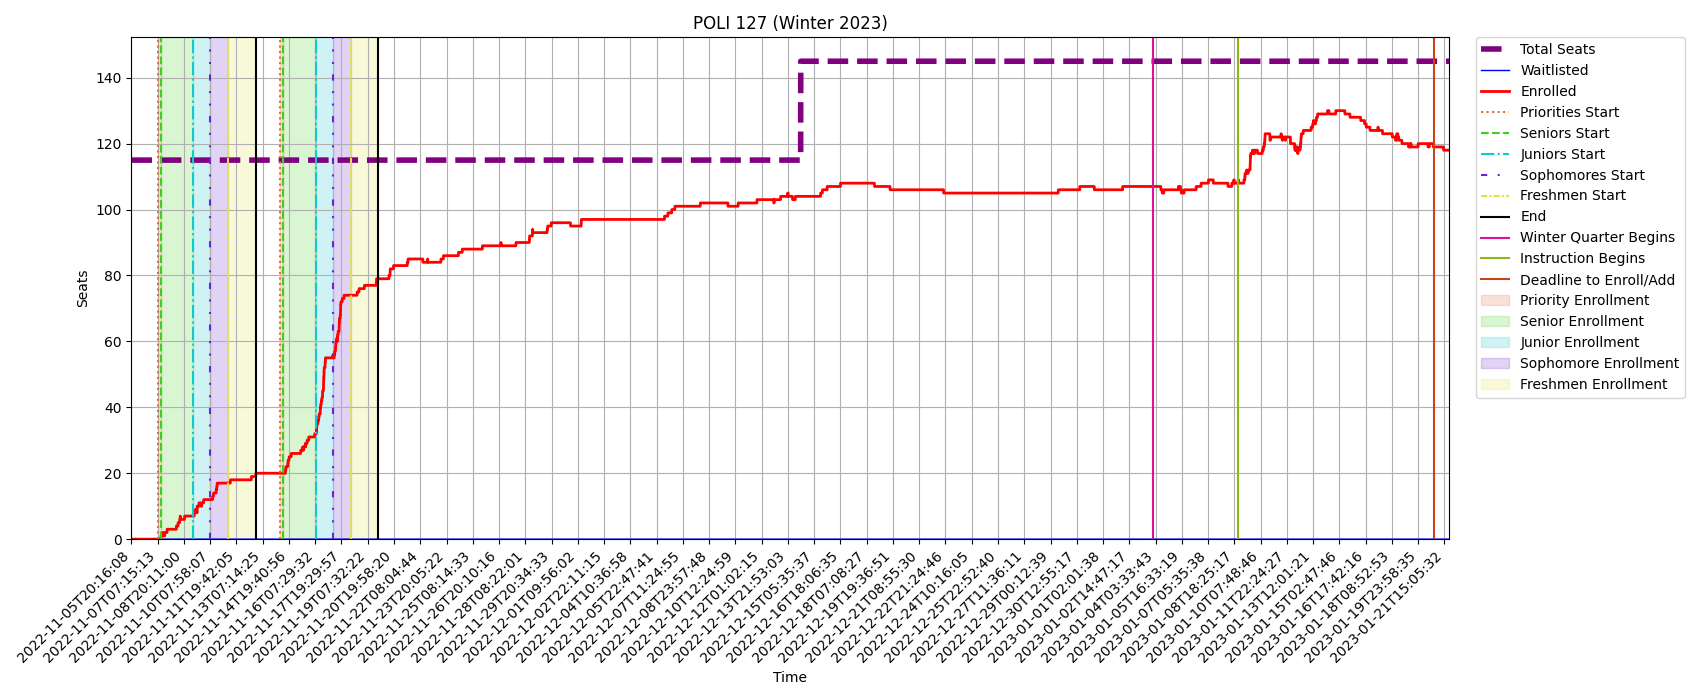 POLI 127 (Winter 2023)
Seats
140
120
100
80
60
40
20
0
2022-11-05T20:16:08
2022-11-07T07:15:13
2022-11-08T20:11:00
2022-11-10T07:58:07
2022-11-11T19:42:05
2022-11-13T07:14:23
2022-11-14T19:40:56
2022-11-16T07:29:32
2022-11-17T19:29:57
2022-11-19T07:32:22
2022-11-20T19:58:20
2022-11-22T08:04:44
2022-11-23T20:05:22
2022-11-25T08:14:33
2022-11-26T20:10:16
2022-11-28T08:22:01
2022-11-29T20:34:33
2022-12-01T09:56:02
2022-12-02T22:11:15
2022-12-04T10:36:58
2022-12-05T22:47:41
2022-12-07T11:24:55
2022-12-08T23:57:48
2022-12-10T12:24:59
2022-12-12T01:02:15
2022-12-13T21:53:03
2022-12-15T05:35:37
2022-12-16T18:06:35
2022-12-18T07:08:27
2022-12-19T19:36:51
2022-12-21T08:55:30
2022-12-22T21:24:46
2022-12-24T10:16:05
2022-12-25T22:52:40
2022-12-27T11:36:11
2022-12-29T00:12:39
2022-12-30T12:55:17
2023-01-01T02:01:38
2023-01-02T14:47:17
2023-01-04T03:33:43
2023-01-05T16:33:19
2023-01-07T05:35:38
2023-01-08T18:25:17
2023-01-10T07:48:46
2023-01-11T22:24:27
2023-01-13T12:01:21
2023-01-15T02:47:46
2023-01-16T17:42:16
2023-01-18T08:52:53
2023-01-19T23:58:35
2023-01-21T15:05:32
Time
Total Seats
Waitlisted
Enrolled
Priorities Start
Seniors Start
Juniors Start
Sophomores Start
Freshmen Start
End
Winter Quarter Begins
Instruction Begins
Deadline to Enroll/Add
Priority Enrollment
Senior Enrollment
Junior Enrollment
Sophomore Enrollment
Freshmen Enrollment